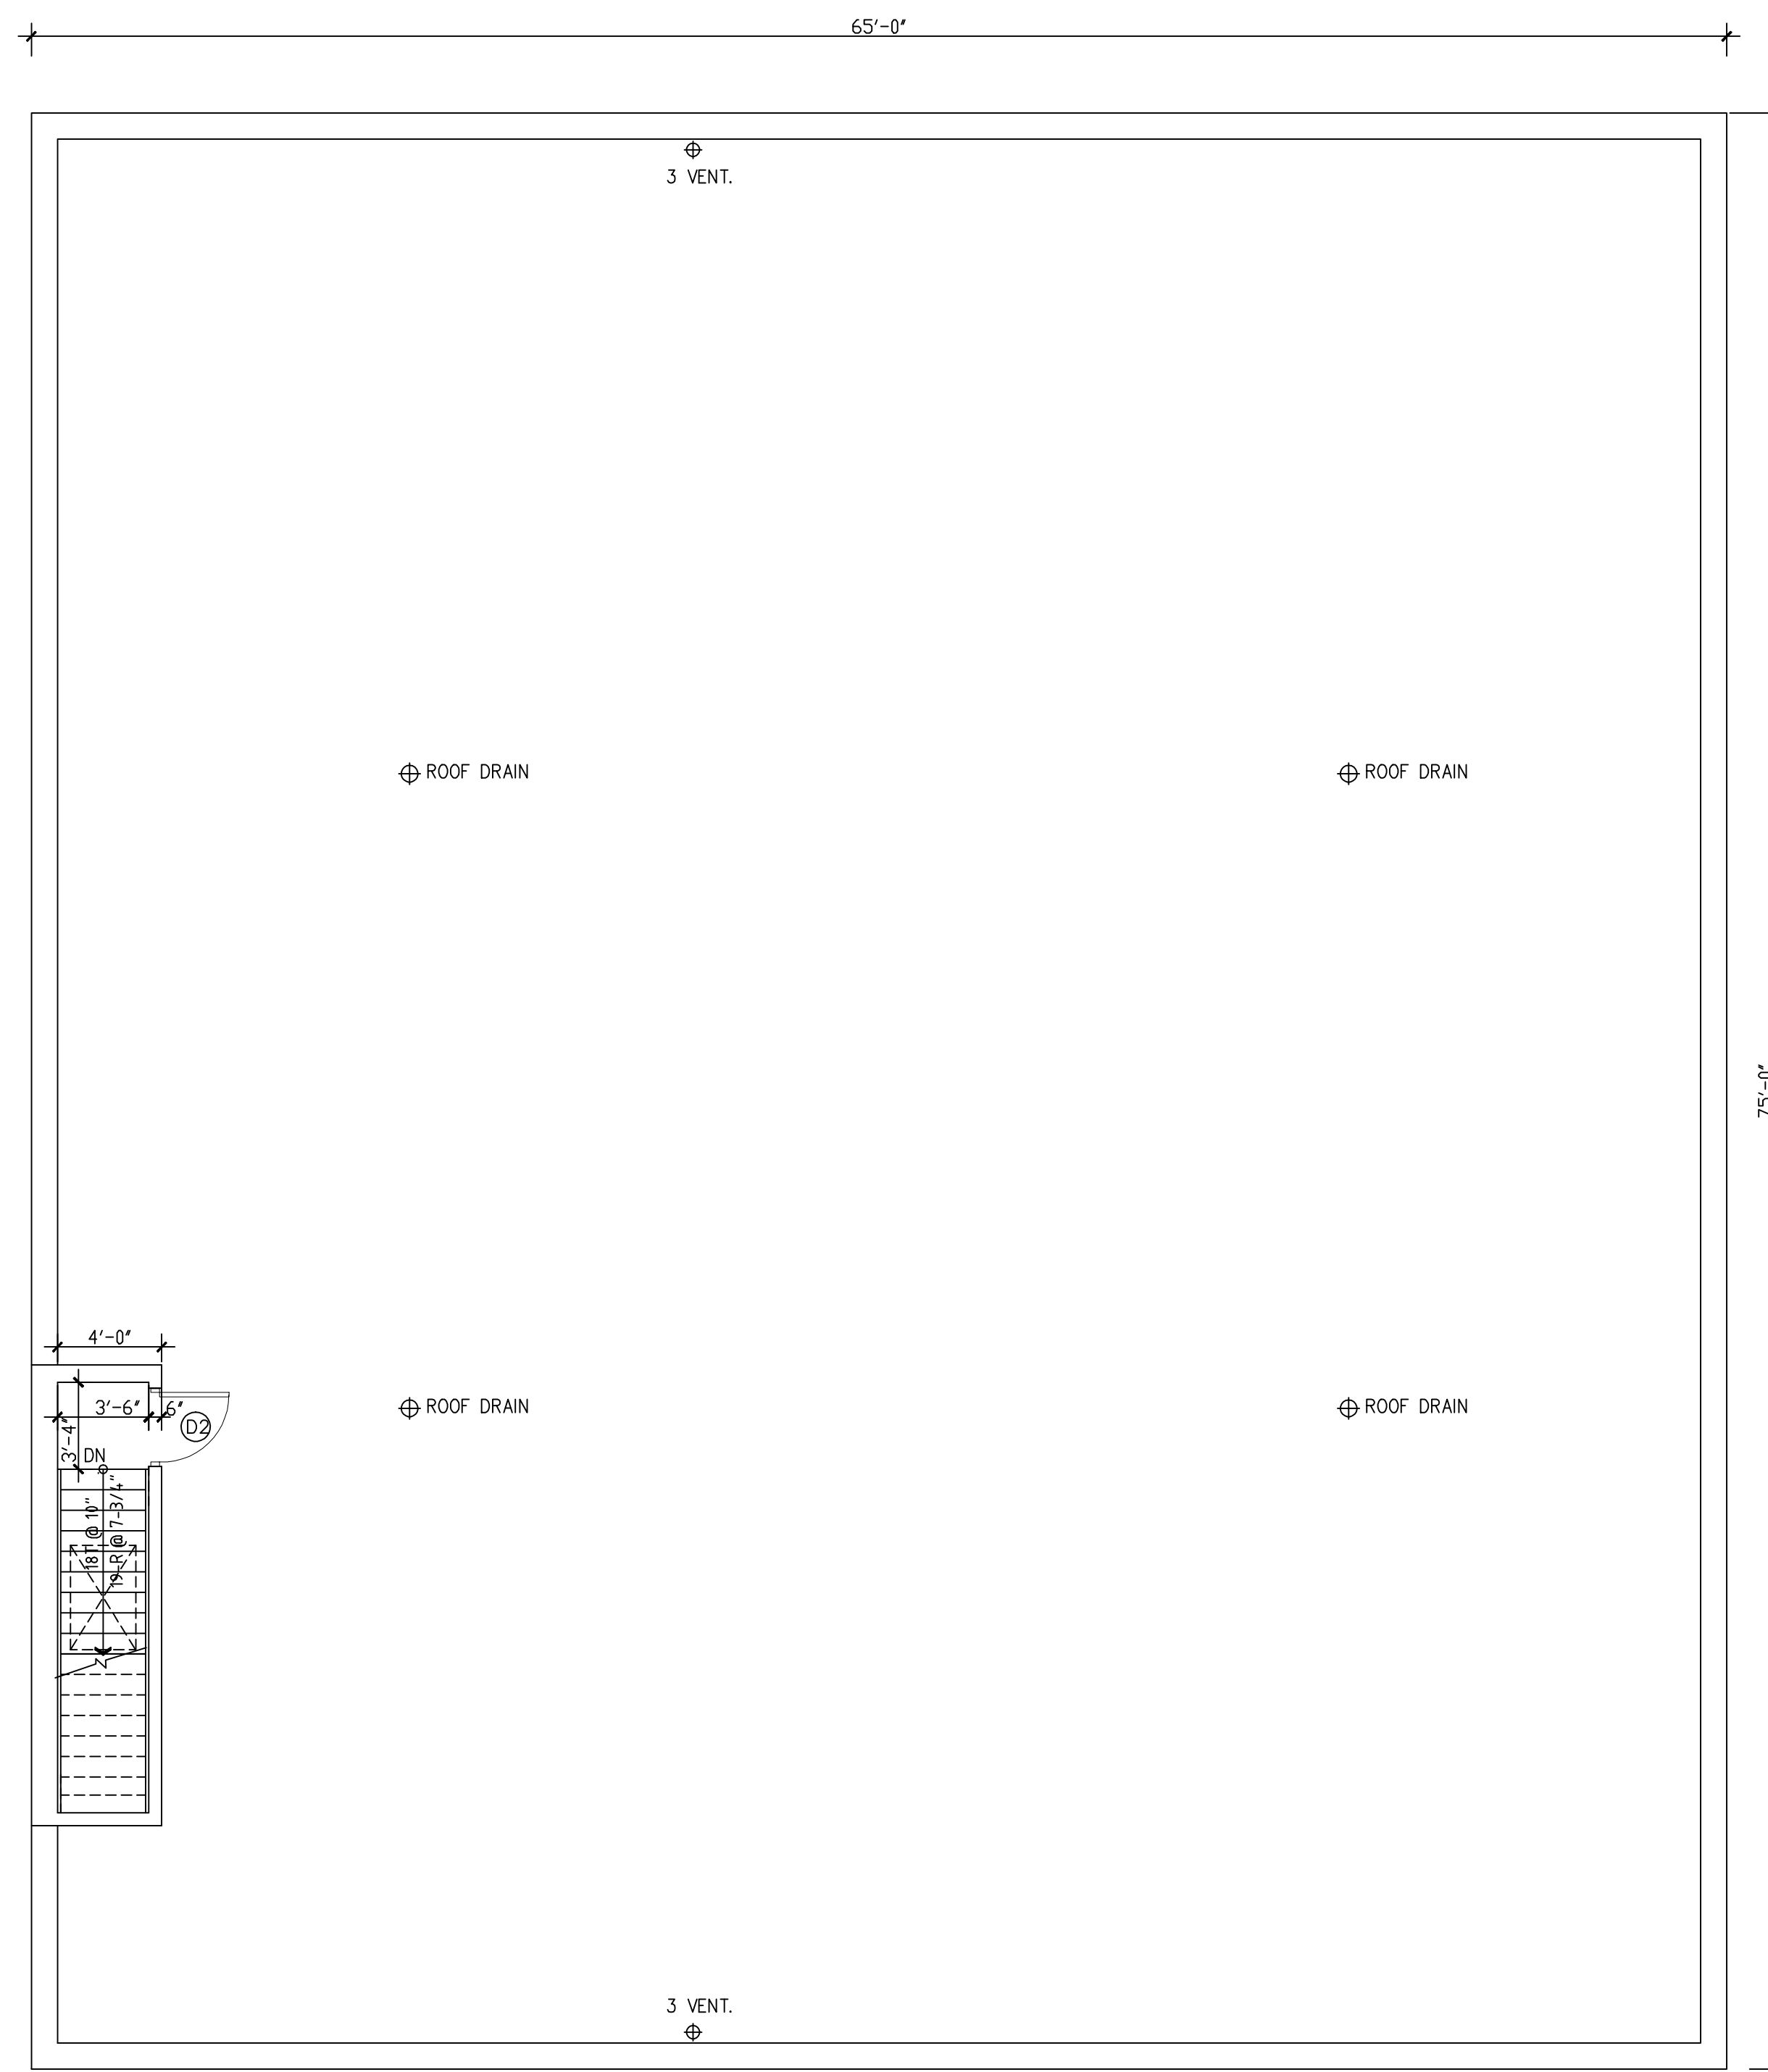 65'-0"
3 VENT.
ROOF DRAIN
ROOF DRAIN
75'-0"
4'-0"
3'-6"
6"
D2
3'-4"
DN
18T @ 10"
19-R @ 7-3/4"
ROOF DRAIN
ROOF DRAIN
3 VENT.